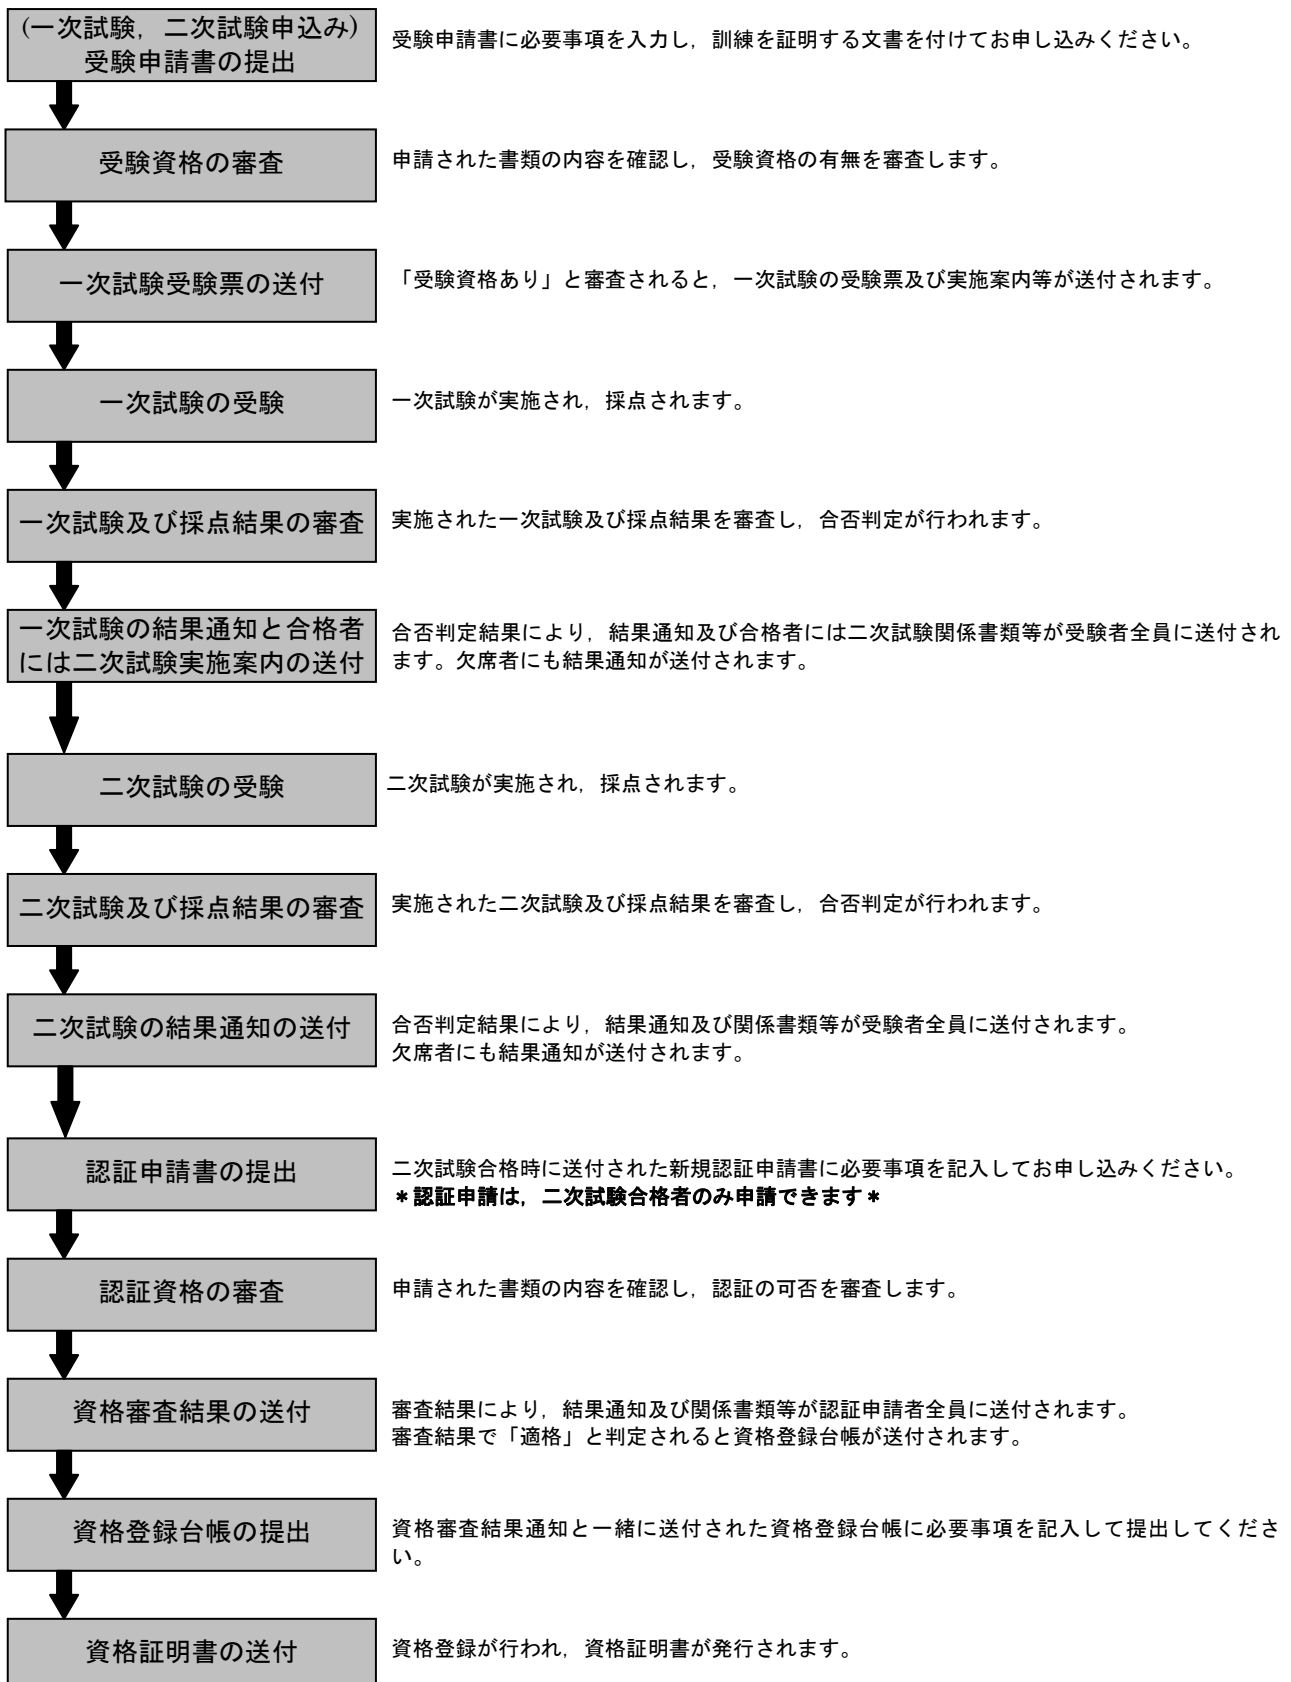 (一次試験，二次試験申込み)
受験申請書の提出
受験申請書に必要事項を入力し，訓練を証明する文書を付けてお申し込みください。
受験資格の審査
申請された書類の内容を確認し，受験資格の有無を審査します。
一次試験受験票の送付
「受験資格あり」と審査されると，一次試験の受験票及び実施案内等が送付されます。
一次試験の受験
一次試験が実施され，採点されます。
一次試験及び採点結果の審査
実施された一次試験及び採点結果を審査し，合否判定が行われます。
一次試験の結果通知と合格者
には二次試験実施案内の送付
合否判定結果により，結果通知及び合格者には二次試験関係書類等が受験者全員に送付され
ます。欠席者にも結果通知が送付されます。
二次試験の受験
二次試験が実施され，採点されます。
二次試験及び採点結果の審査
実施された二次試験及び採点結果を審査し，合否判定が行われます。
二次試験の結果通知の送付
合否判定結果により，結果通知及び関係書類等が受験者全員に送付されます。
欠席者にも結果通知が送付されます。
認証申請書の提出
二次試験合格時に送付された新規認証申請書に必要事項を記入してお申し込みください。
＊認証申請は，二次試験合格者のみ申請できます＊
認証資格の審査
申請された書類の内容を確認し，認証の可否を審査します。
資格審査結果の送付
審査結果により，結果通知及び関係書類等が認証申請者全員に送付されます。
審査結果で「適格」と判定されると資格登録台帳が送付されます。
資格登録台帳の提出
資格審査結果通知と一緒に送付された資格登録台帳に必要事項を記入して提出してくださ
い。
資格証明書の送付
資格登録が行われ，資格証明書が発行されます。